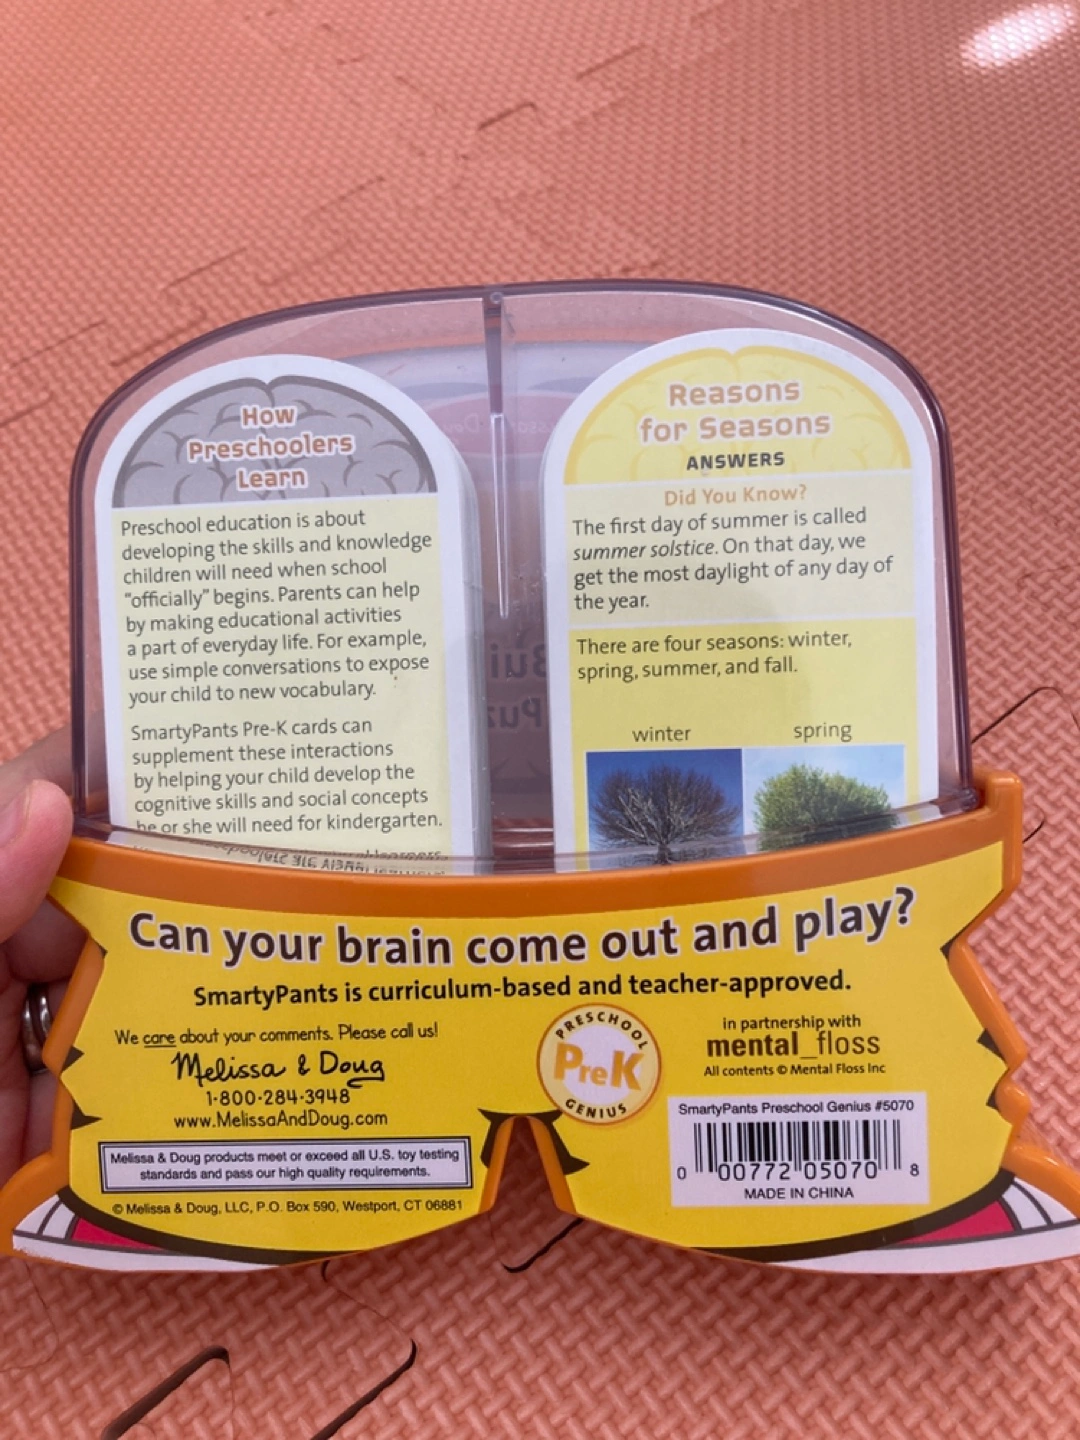 How
Preschoolers
Learn
Preschool education is about
developing the skills and knowledge
children will need when school
"officially" begins. Parents can help
by making educational activities
a part of everyday life. For example,
use simple conversations to expose
your child to new vocabulary.
SmartyPants Pre-K cards can
supplement these interactions
by helping your child develop the
cognitive skills and social concepts
he or she will need for kindergarten.
Reasons
for Seasons
ANSWERS
Did You Know?
The first day of summer is called
summer solstice. On that day, we
get the most daylight of any day of
the year.
There are four seasons: winter,
spring, summer, and fall.
winter
spring
Can your brain come out and play?
SmartyPants is curriculum-based and teacher-approved.
We care about your comments. Please call us!
Melissa & Doug
1-800-284-3948
www.MelissaAndDoug.com
Melissa & Doug products meet or exceed all U.S. toy testing
standards and pass our high quality requirements.
© Melissa & Doug, LLC, P.O. Box 590, Westport, CT 06881
PRESCHOOL
PreK
GENIUS
in partnership with
mental_floss
All contents © Mental Floss Inc
SmartyPants Preschool Genius #5070
0 00772 05070 8
MADE IN CHINA